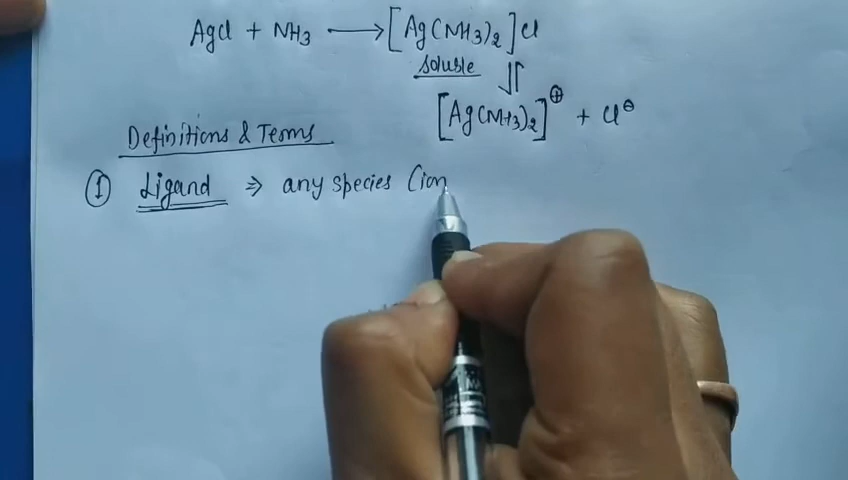 AgCl + NH3 ⟶ [Ag(NH3)2]Cl
soluble ⇌
[Ag(NH3)2]⊕ + Cl⊖
Definitions & Terms
① Ligand ⇒ any species (ion